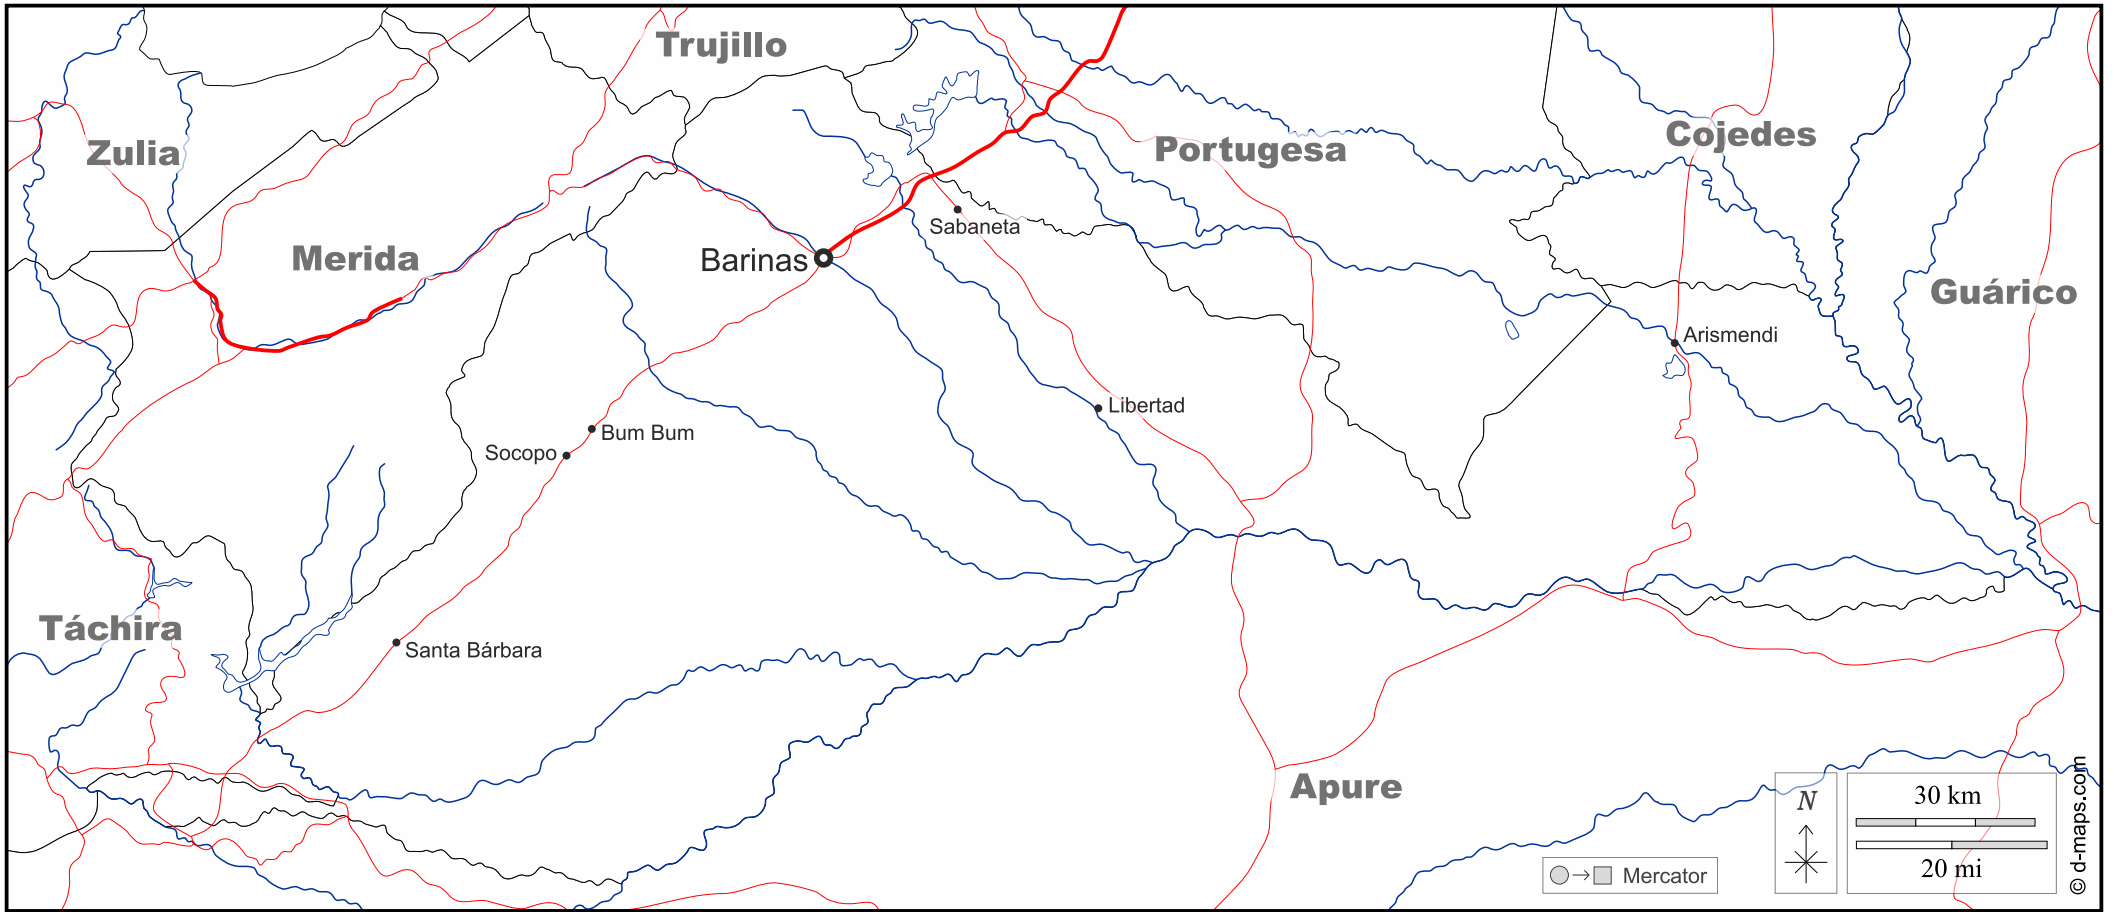 Trujillo
Zulia
Portugesa
Cojedes
Sabaneta
Merida
Barinas
Guárico
Arismendi
Libertad
Bum Bum
Socopo
Táchira
Santa Bárbara
Apure
N
30 km
20 mi
Mercator
© d-maps.com